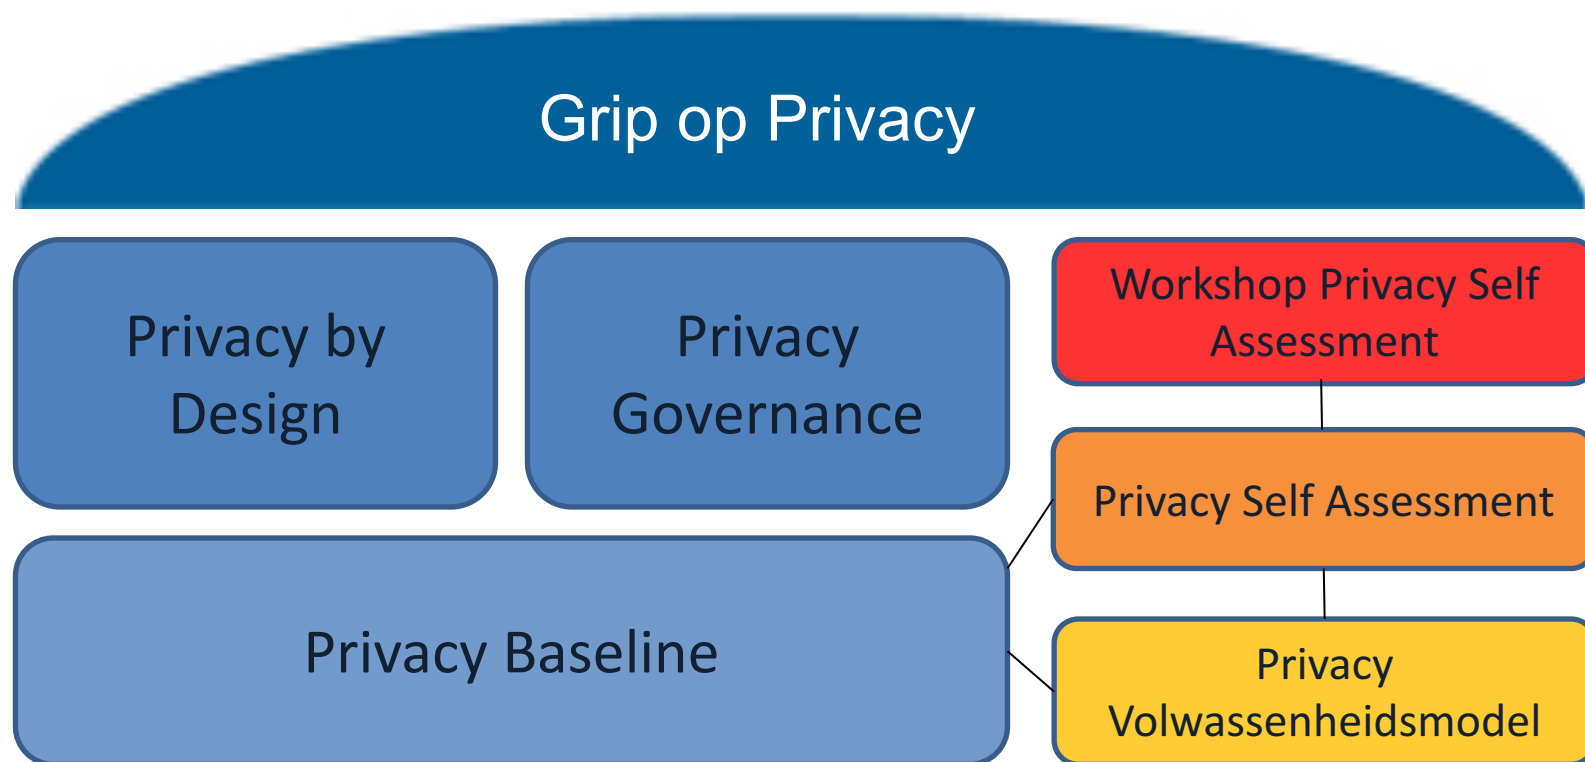 Grip op Privacy
Privacy by
Design
Privacy
Governance
Workshop Privacy Self
Assessment
Privacy Self Assessment
Privacy Baseline
Privacy
Volwassenheidsmodel